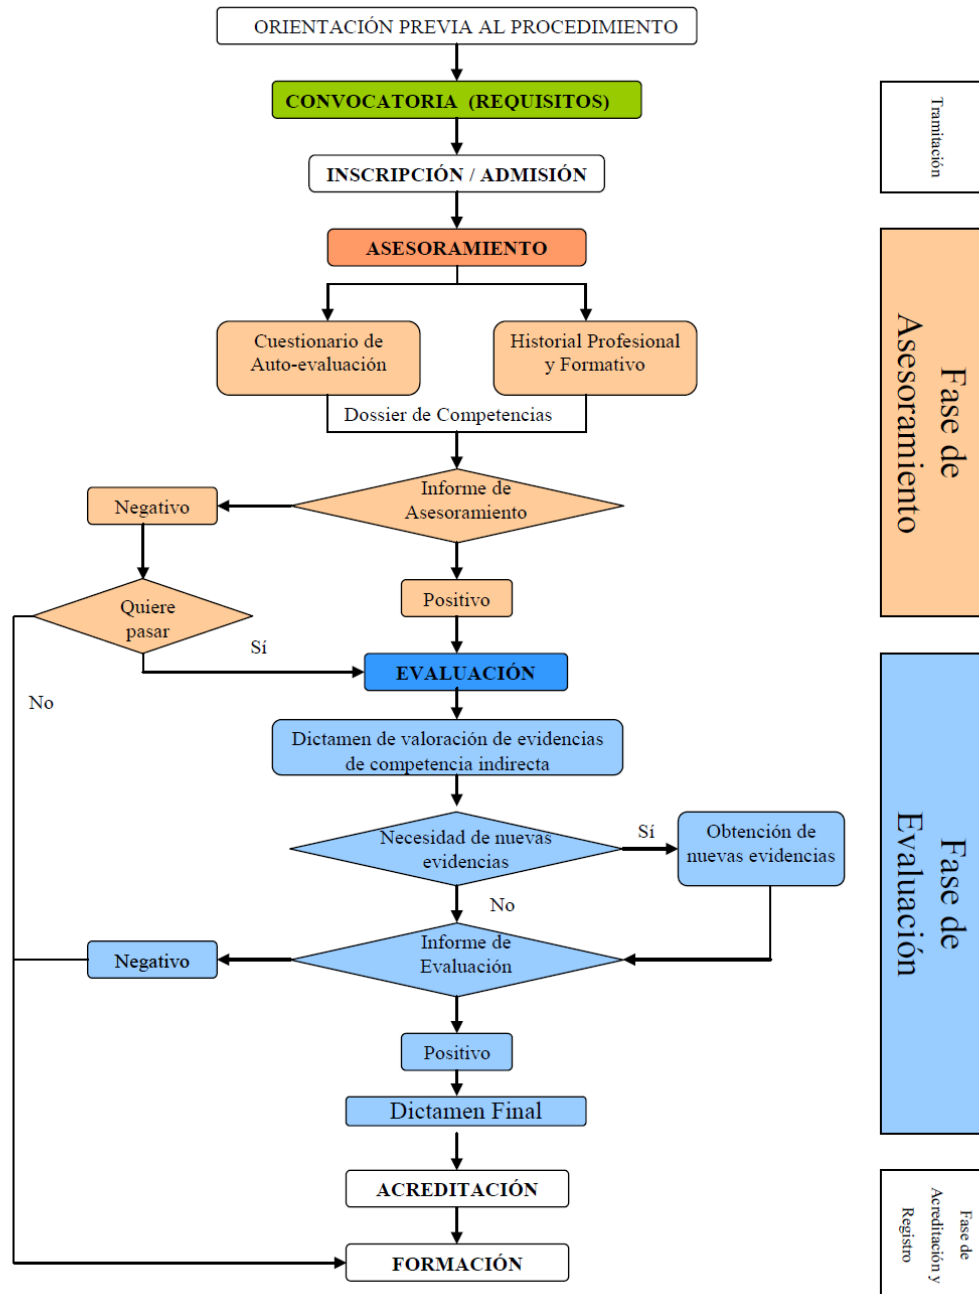 ORIENTACIÓN PREVIA AL PROCEDIMIENTO
CONVOCATORIA (REQUISITOS)
Tramitación
INSCRIPCIÓN / ADMISIÓN
ASESORAMIENTO
Cuestionario de
Auto-evaluación
Historial Profesional
y Formativo
Dossier de Competencias
Fase de
Asesoramiento
Informe de
Asesoramiento
Negativo
Positivo
Quiere
pasar
Sí
No
EVALUACIÓN
Dictamen de valoración de evidencias
de competencia indirecta
Necesidad de nuevas
evidencias
Sí
Obtención de
nuevas evidencias
No
Fase de
Evaluación
Informe de
Evaluación
Negativo
Positivo
Dictamen Final
ACREDITACIÓN
FORMACIÓN
Fase de
Acreditación y
Registro